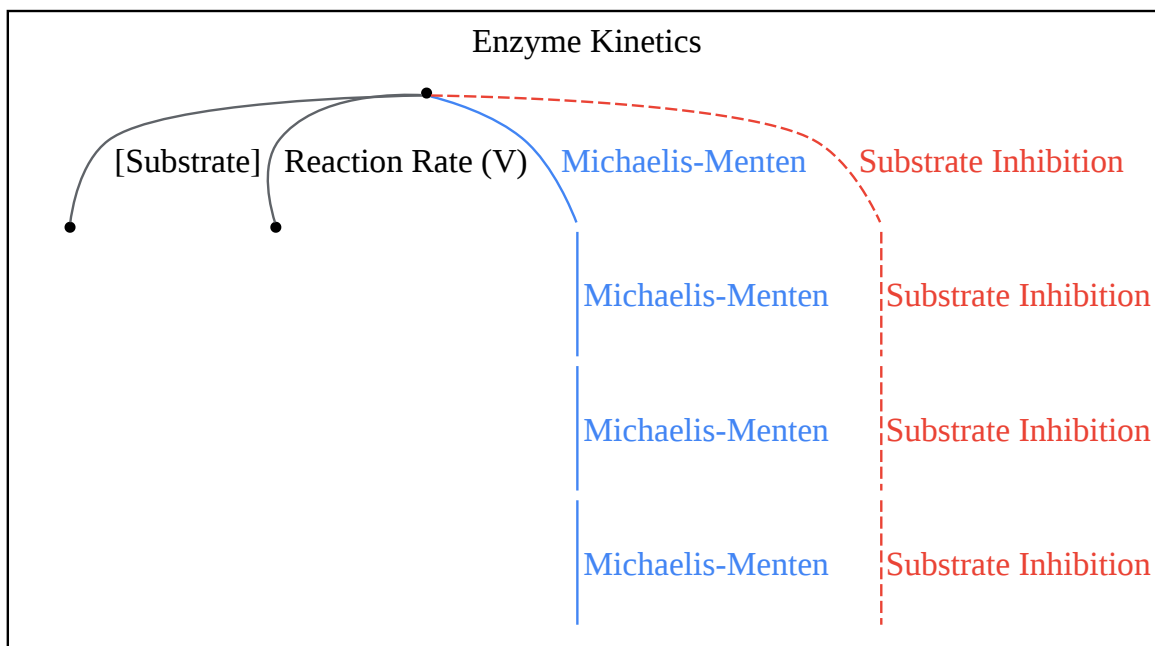 Enzyme Kinetics
[Substrate] Reaction Rate (V) Michaelis-Menten Substrate Inhibition
Michaelis-Menten Substrate Inhibition
Michaelis-Menten Substrate Inhibition
Michaelis-Menten Substrate Inhibition